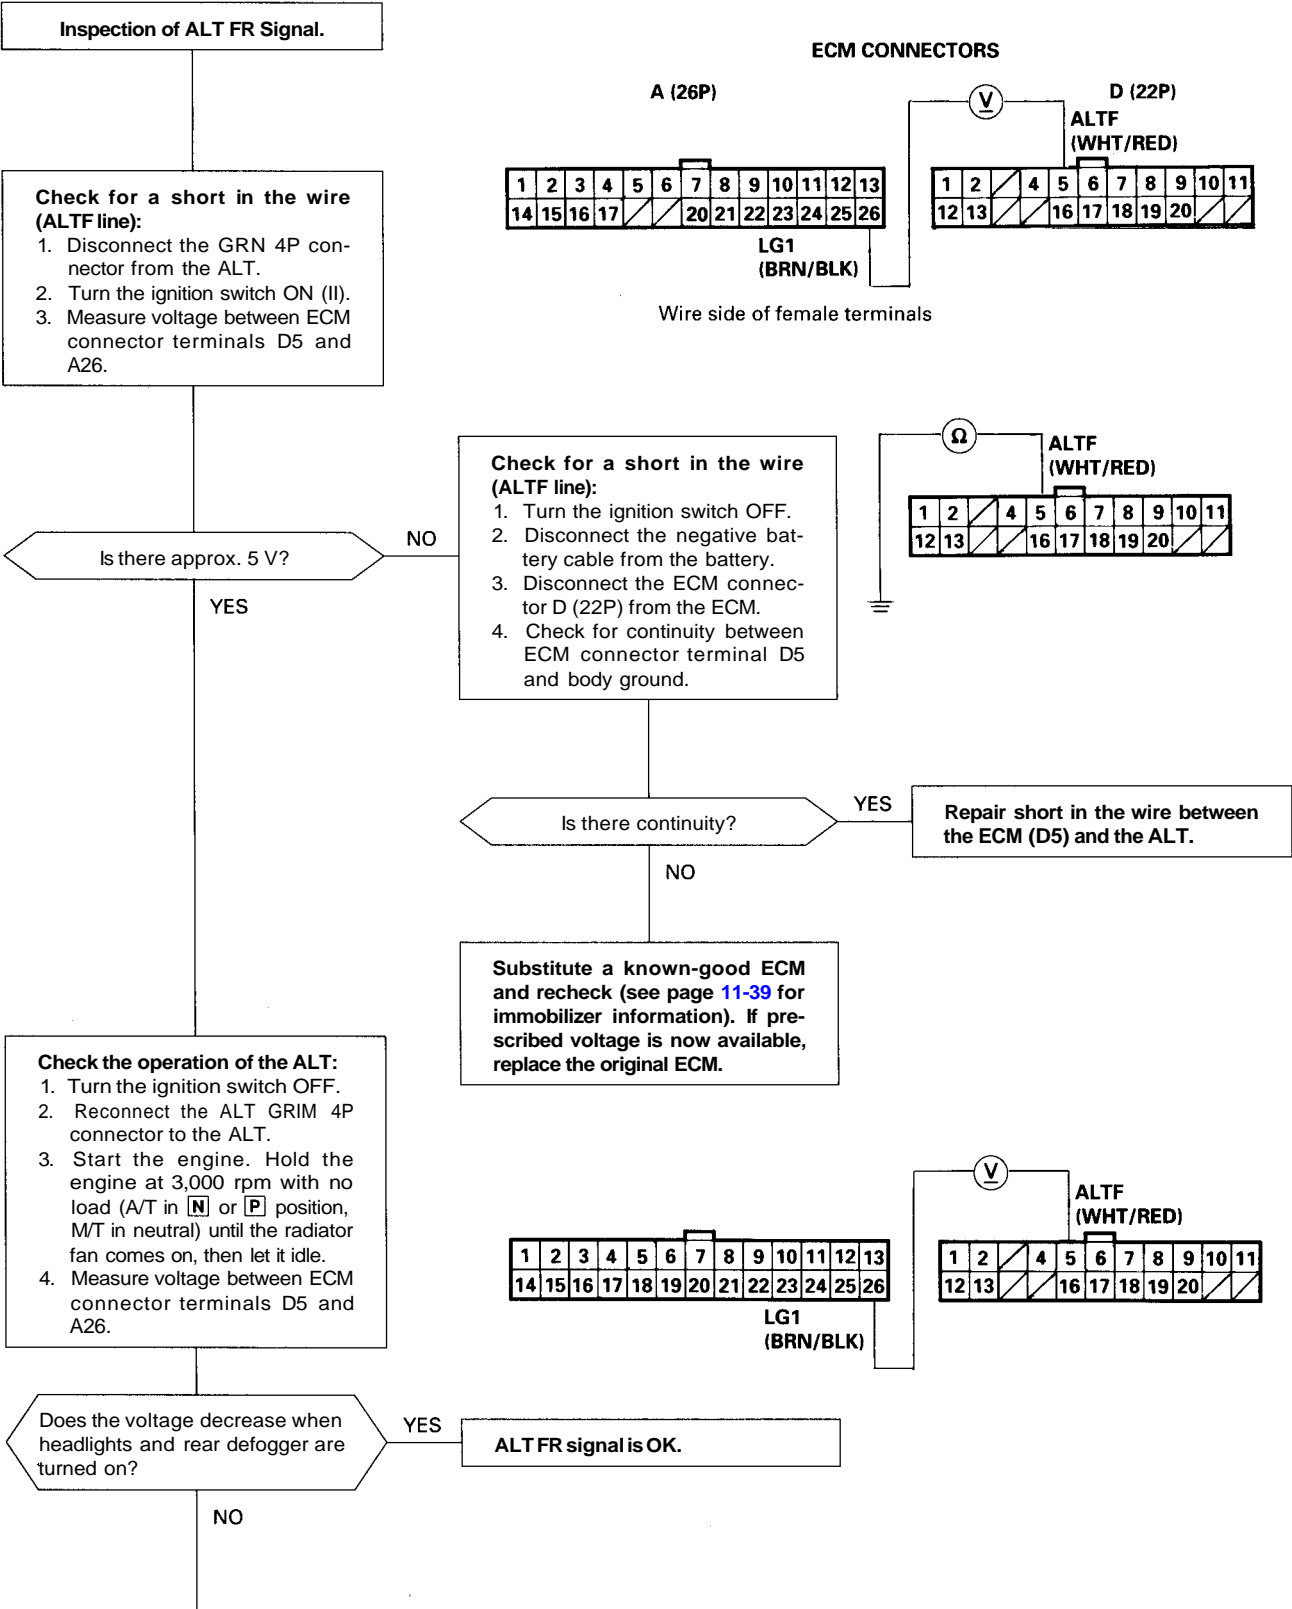 Inspection of ALT FR Signal.
ECM CONNECTORS
A (26P)
D (22P)
V
ALTF
(WHT/RED)
1 2 3 4 5 6 7 8 9 10 11 12 13
14 15 16 17 20 21 22 23 24 25 26
1 2 4 5 6 7 8 9 10 11
12 13 16 17 18 19 20
LG1
(BRN/BLK)
Wire side of female terminals
Check for a short in the wire
(ALTF line):
1. Disconnect the GRN 4P con-
nector from the ALT.
2. Turn the ignition switch ON (II).
3. Measure voltage between ECM
connector terminals D5 and
A26.
Is there approx. 5 V?
NO
YES
Check for a short in the wire
(ALTF line):
1. Turn the ignition switch OFF.
2. Disconnect the negative bat-
tery cable from the battery.
3. Disconnect the ECM connec-
tor D (22P) from the ECM.
4. Check for continuity between
ECM connector terminal D5
and body ground.
Ω
ALTF
(WHT/RED)
1 2 4 5 6 7 8 9 10 11
12 13 16 17 18 19 20
Is there continuity?
YES
Repair short in the wire between
the ECM (D5) and the ALT.
NO
Substitute a known-good ECM
and recheck (see page 11-39 for
immobilizer information). If pre-
scribed voltage is now available,
replace the original ECM.
Check the operation of the ALT:
1. Turn the ignition switch OFF.
2. Reconnect the ALT GRIM 4P
connector to the ALT.
3. Start the engine. Hold the
engine at 3,000 rpm with no
load (A/T in N or P position,
M/T in neutral) until the radiator
fan comes on, then let it idle.
4. Measure voltage between ECM
connector terminals D5 and
A26.
V
ALTF
(WHT/RED)
1 2 3 4 5 6 7 8 9 10 11 12 13
14 15 16 17 18 19 20 21 22 23 24 25 26
1 2 4 5 6 7 8 9 10 11
12 13 16 17 18 19 20
LG1
(BRN/BLK)
Does the voltage decrease when
headlights and rear defogger are
turned on?
YES
ALT FR signal is OK.
NO